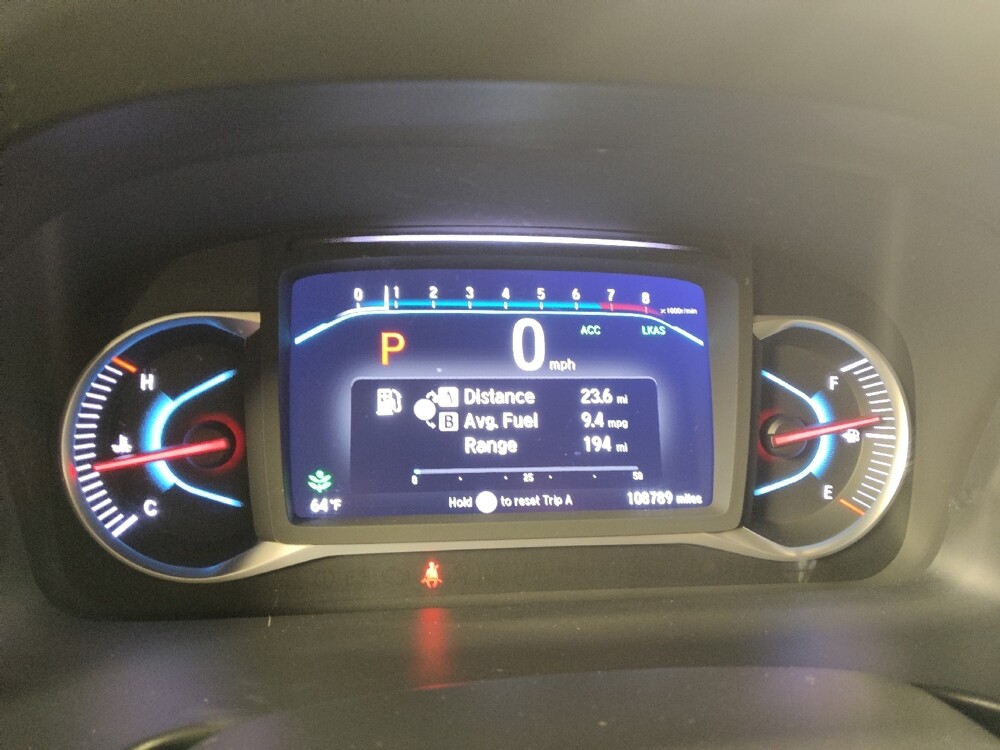 0 1 2 3 4 5 6 7 8
x1000r/min
P 0 mph ACC LKAS
H
C
F
E
A Distance 23.6 mi
B Avg. Fuel 9.4 mpg
Range 194 mi
0 25 50
64°F
Hold to reset Trip A
108789 miles